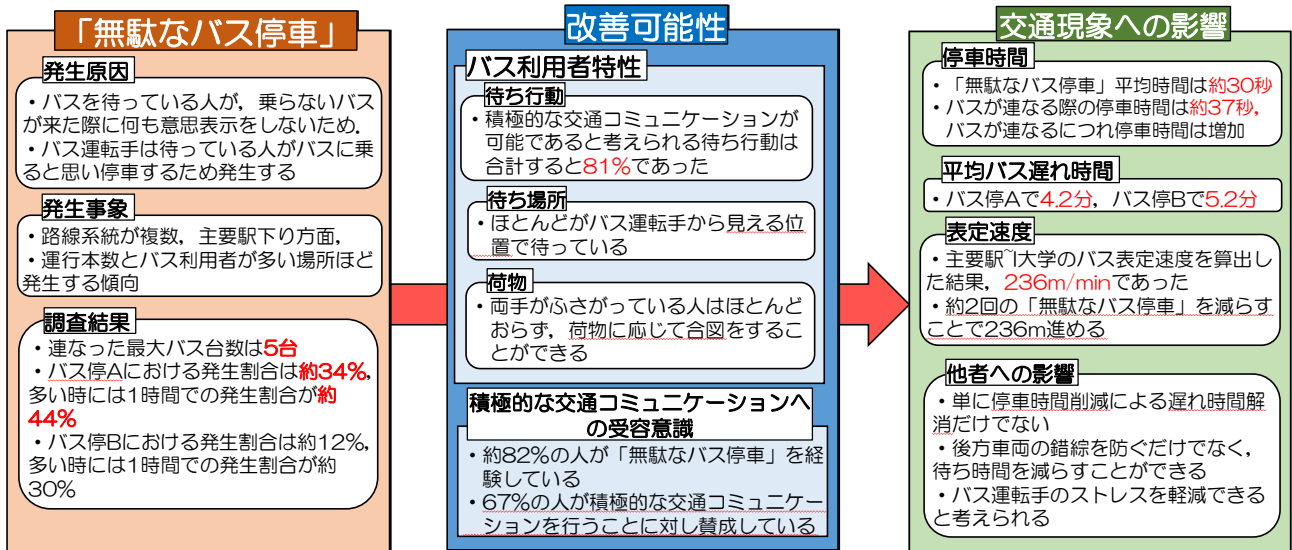 「無駄なバス停車」
発生原因
・バスを待っている人が，乗らないバス
が来た際に何も意思表示をしないため．
・バス運転手は待っている人がバスに乗
ると思い停車するため発生する
発生事象
・路線系統が複数，主要駅下り方面，
・運行本数とバス利用者が多い場所ほど
発生する傾向
調査結果
・連なった最大バス台数は5台
・バス停Aにおける発生割合は約34%，
多い時には1時間での発生割合が約
44%
・バス停Bにおける発生割合は約12%，
多い時には1時間での発生割合が約
30%
改善可能性
バス利用者特性
待ち行動
・積極的な交通コミュニケーションが
可能であると考えられる待ち行動は
合計すると81%であった
待ち場所
・ほとんどがバス運転手から見える位
置で待っている
荷物
・両手がふさがっている人はほとんど
おらず，荷物に応じて合図をするこ
とができる
積極的な交通コミュニケーションへ
の受容意識
・約82%の人が「無駄なバス停車」を経
験している
・67%の人が積極的な交通コミュニケー
ションを行うことに対し賛成している
交通現象への影響
停車時間
・「無駄なバス停車」平均時間は約30秒
・バスが連なる際の停車時間は約37秒，
バスが連なるにつれ停車時間は増加
平均バス遅れ時間
・バス停Aで4.2分，バス停Bで5.2分
表定速度
・主要駅~I大学のバス表定速度を算出し
た結果，236m/minであった
・約2回の「無駄なバス停車」を減らす
ことで236m進める
他者への影響
・単に停車時間削減による遅れ時間解
消だけでない
・後方車両の錯綜を防ぐだけでなく，
待ち時間を減らすことができる
・バス運転手のストレスを軽減できる
と考えられる